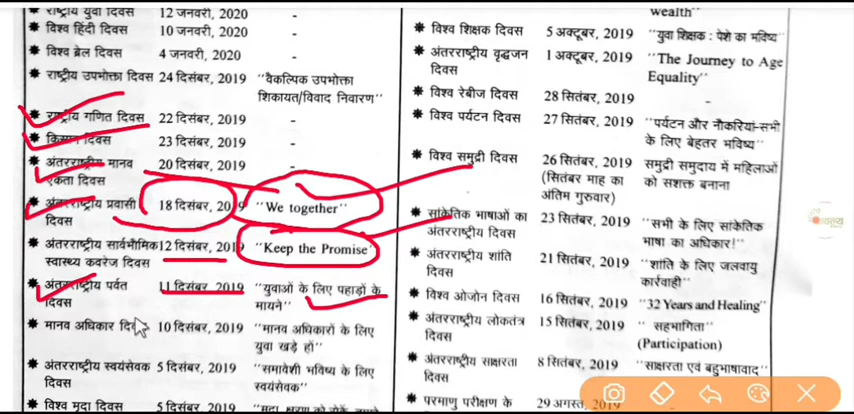 राष्ट्रीय युवा दिवस 12 जनवरी, 2020 -
विश्व हिंदी दिवस 10 जनवरी, 2020 -
विश्व ब्रेल दिवस 4 जनवरी, 2020 -
राष्ट्रीय उपभोक्ता दिवस 24 दिसंबर, 2019 "वैकल्पिक उपभोक्ता
शिकायत/विवाद निवारण"
राष्ट्रीय गणित दिवस 22 दिसंबर, 2019 -
किसान दिवस 23 दिसंबर, 2019 -
अंतरराष्ट्रीय मानव 20 दिसंबर, 2019 -
एकता दिवस
अंतरराष्ट्रीय प्रवासी 18 दिसंबर, 2019 "We together"
दिवस
अंतरराष्ट्रीय सार्वभौमिक 12 दिसंबर, 2019 "Keep the Promise"
स्वास्थ्य कवरेज दिवस
अंतरराष्ट्रीय पर्वत 11 दिसंबर, 2019 "युवाओं के लिए पहाड़ों के
दिवस मायने"
मानव अधिकार दिवस 10 दिसंबर, 2019 "मानव अधिकारों के लिए
युवा खड़े हों"
अंतरराष्ट्रीय स्वयंसेवक 5 दिसंबर, 2019 "समावेशी भविष्य के लिए
दिवस स्वयंसेवक"
विश्व मृदा दिवस 5 दिसंबर, 2019
wealth"
विश्व शिक्षक दिवस 5 अक्टूबर, 2019 "युवा शिक्षक : पेशे का भविष्य"
अंतरराष्ट्रीय वृद्धजन 1 अक्टूबर, 2019 "The Journey to Age
दिवस Equality"
विश्व रेबीज दिवस 28 सितंबर, 2019 -
विश्व पर्यटन दिवस 27 सितंबर, 2019 "पर्यटन और नौकरियां-सभी
के लिए बेहतर भविष्य"
विश्व समुद्री दिवस 26 सितंबर, 2019 समुद्री समुदाय में महिलाओं
(सितंबर माह का को सशक्त बनाना
अंतिम गुरुवार)
सांकेतिक भाषाओं का 23 सितंबर, 2019 "सभी के लिए सांकेतिक
अंतरराष्ट्रीय दिवस भाषा का अधिकार!"
अंतरराष्ट्रीय शांति 21 सितंबर, 2019 "शांति के लिए जलवायु
दिवस कार्रवाही"
विश्व ओजोन दिवस 16 सितंबर, 2019 "32 Years and Healing"
अंतरराष्ट्रीय लोकतंत्र 15 सितंबर, 2019 " सहभागिता"
दिवस (Participation)
अंतरराष्ट्रीय साक्षरता 8 सितंबर, 2019 "साक्षरता एवं बहुभाषावाद"
दिवस
परमाणु परीक्षण के 29 अगस्त, 2019